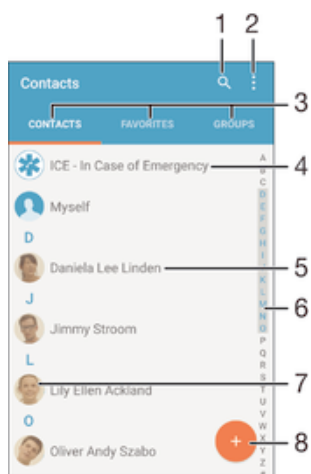 1 2
Contacts
3
CONTACTS FAVORITES GROUPS
ICE - In Case of Emergency 4
Myself
D
Daniela Lee Linden 5
J
6
Jimmy Stroom
L
7
Lily Ellen Ackland
O
Oliver Andy Szabo
+ 8
A
B
C
D
E
F
G
H
I
J
K
L
M
N
O
P
Q
R
S
T
U
V
W
X
Y
Z